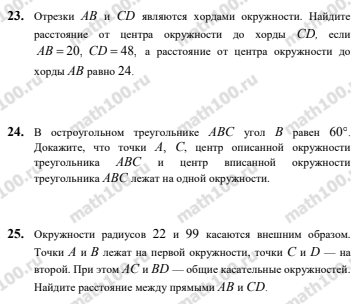 23. Отрезки AB и CD являются хордами окружности. Найдите
расстояние от центра окружности до хорды CD, если
AB = 20, CD = 48, а расстояние от центра окружности до
хорды AB равно 24.
24. В остроугольном треугольнике ABC угол B равен 60°.
Докажите, что точки A, C, центр описанной окружности
треугольника ABC и центр вписанной окружности
треугольника ABC лежат на одной окружности.
25. Окружности радиусов 22 и 99 касаются внешним образом.
Точки A и B лежат на первой окружности, точки C и D — на
второй. При этом AC и BD — общие касательные окружностей.
Найдите расстояние между прямыми AB и CD.
math100.ru